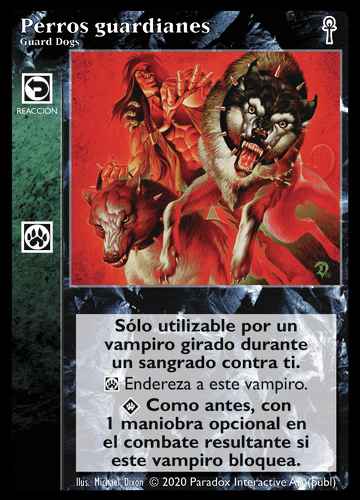 Perros guardianes
Guard Dogs
REACCIÓN
Sólo utilizable por un
vampiro girado durante
un sangrado contra ti.
Endereza a este vampiro.
Como antes, con
1 maniobra opcional en
el combate resultante si
este vampiro bloquea.
Ilus. Michael Dixon © 2020 Paradox Interactive AB (publ)